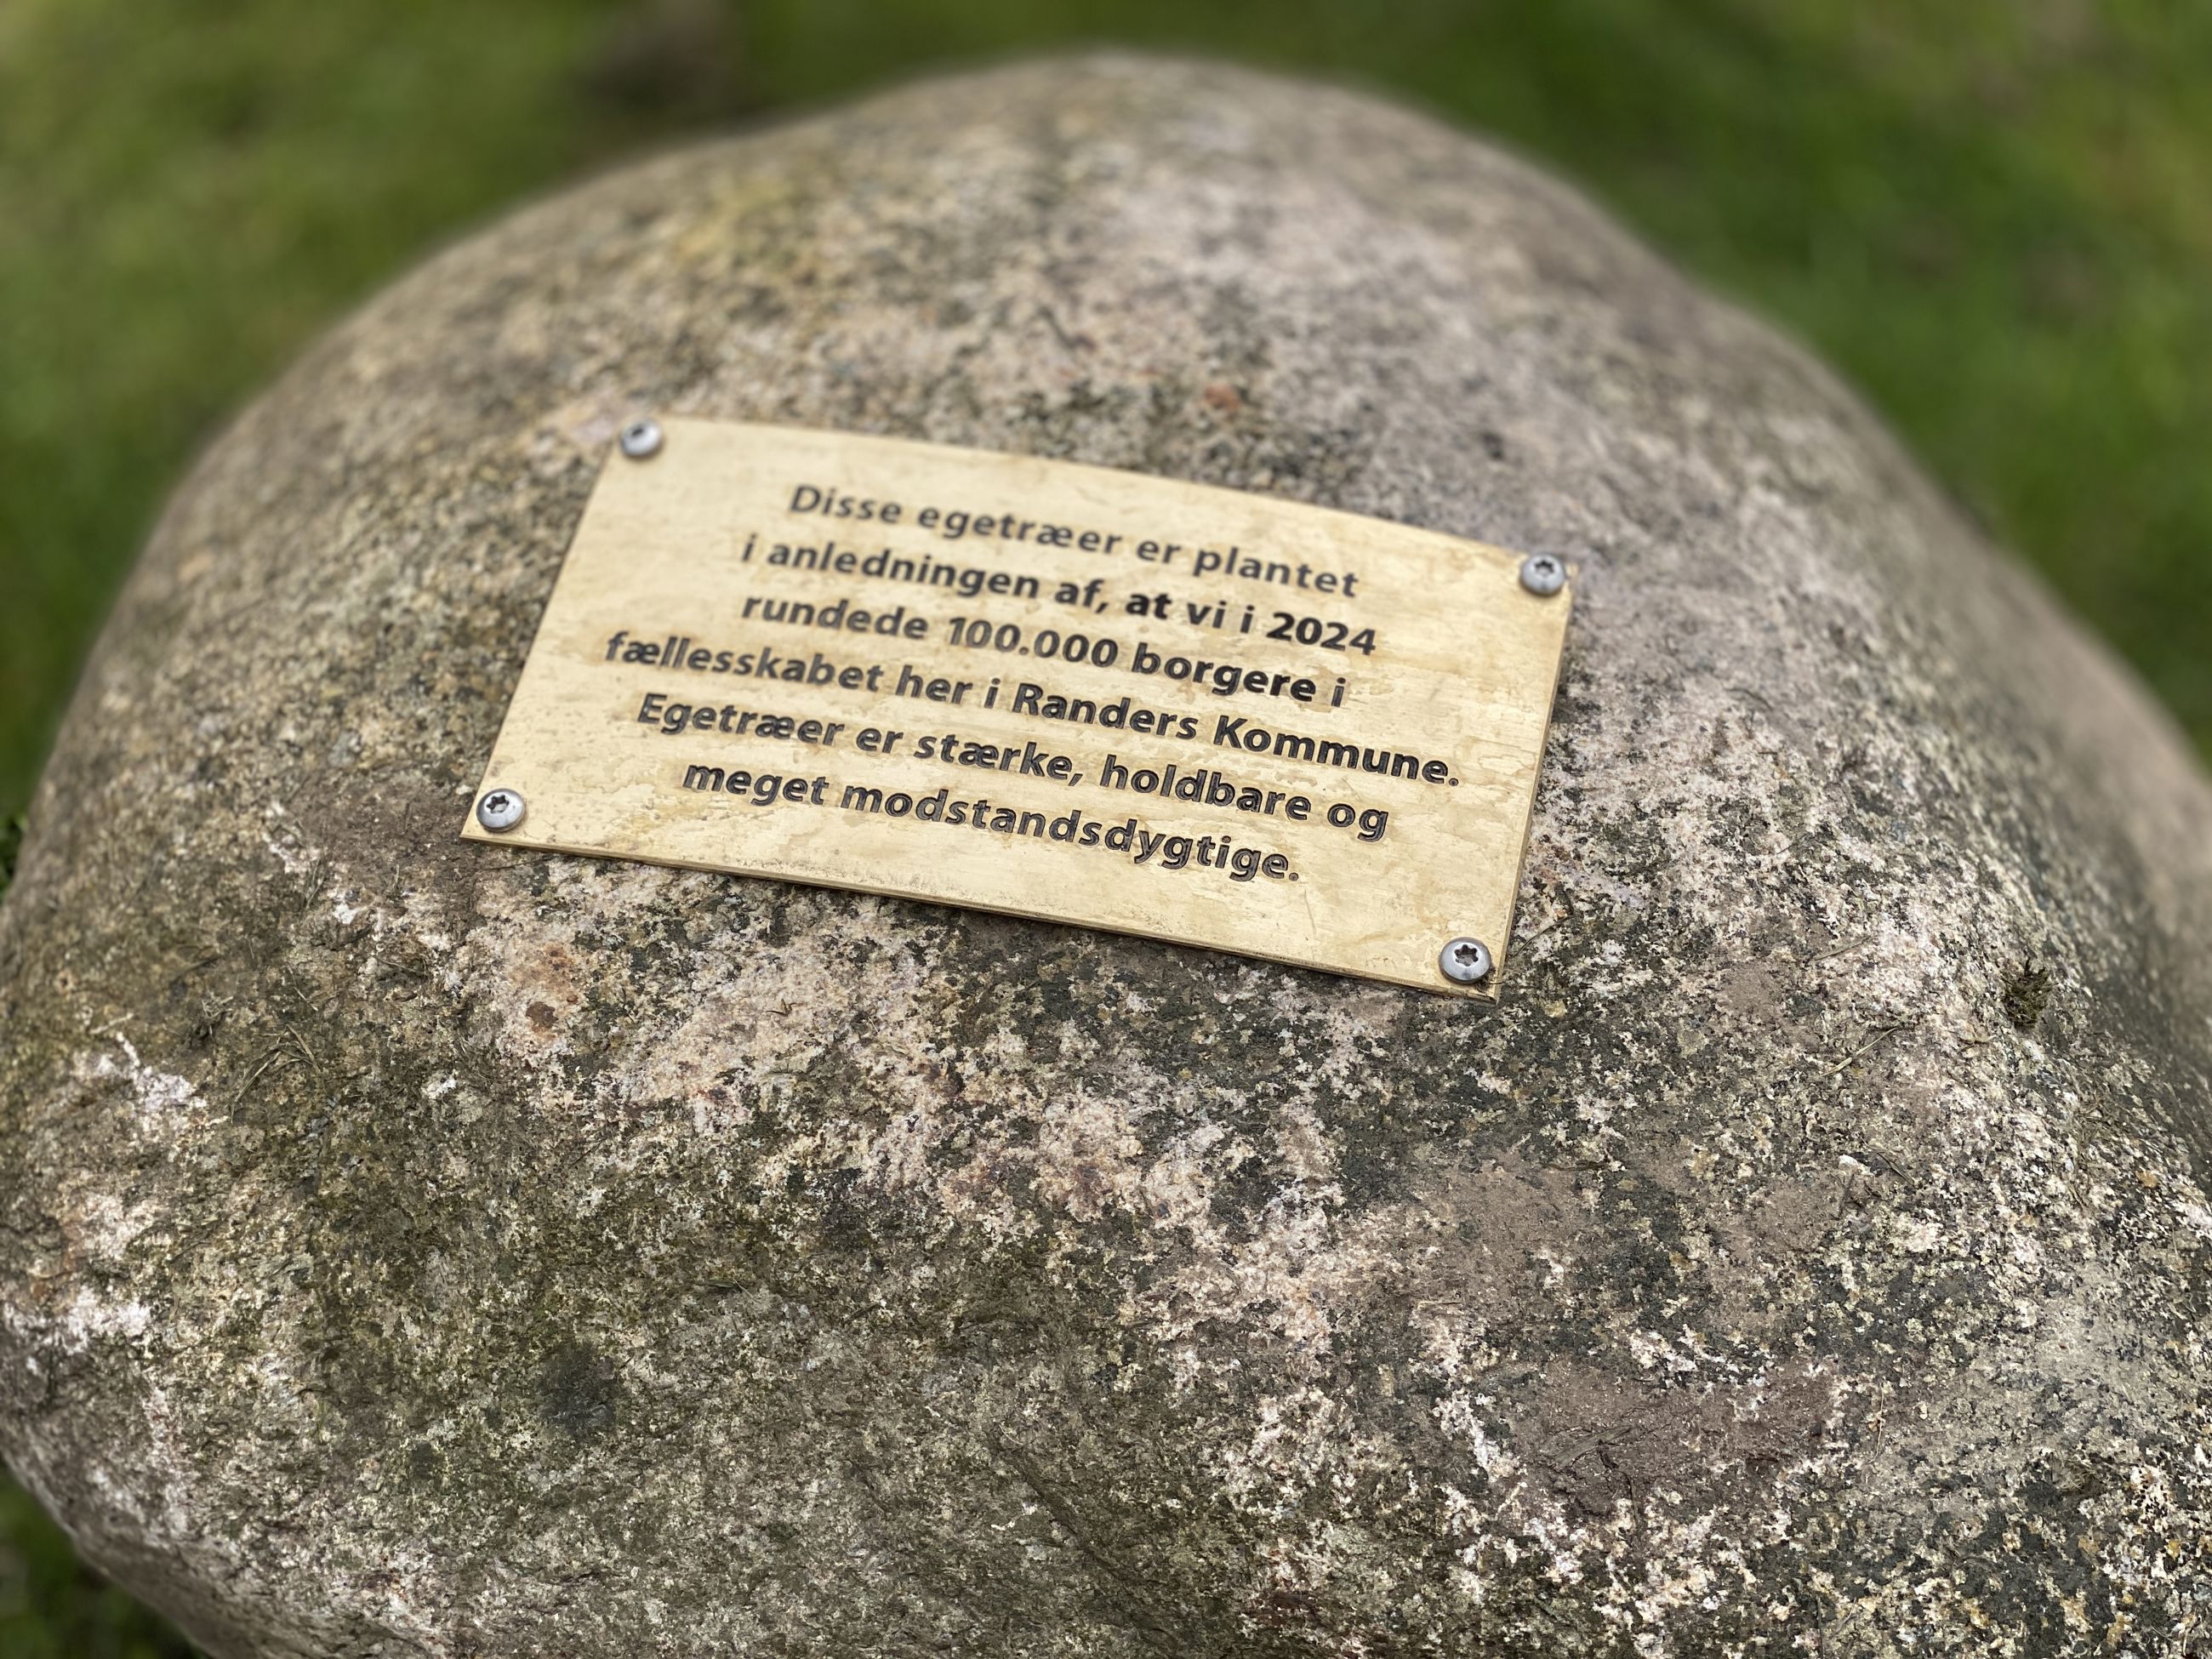 Disse egetræer er plantet
i anledningen af, at vi i 2024
rundede 100.000 borgere i
fællesskabet her i Randers Kommune.
Egetræer er stærke, holdbare og
meget modstandsdygtige.